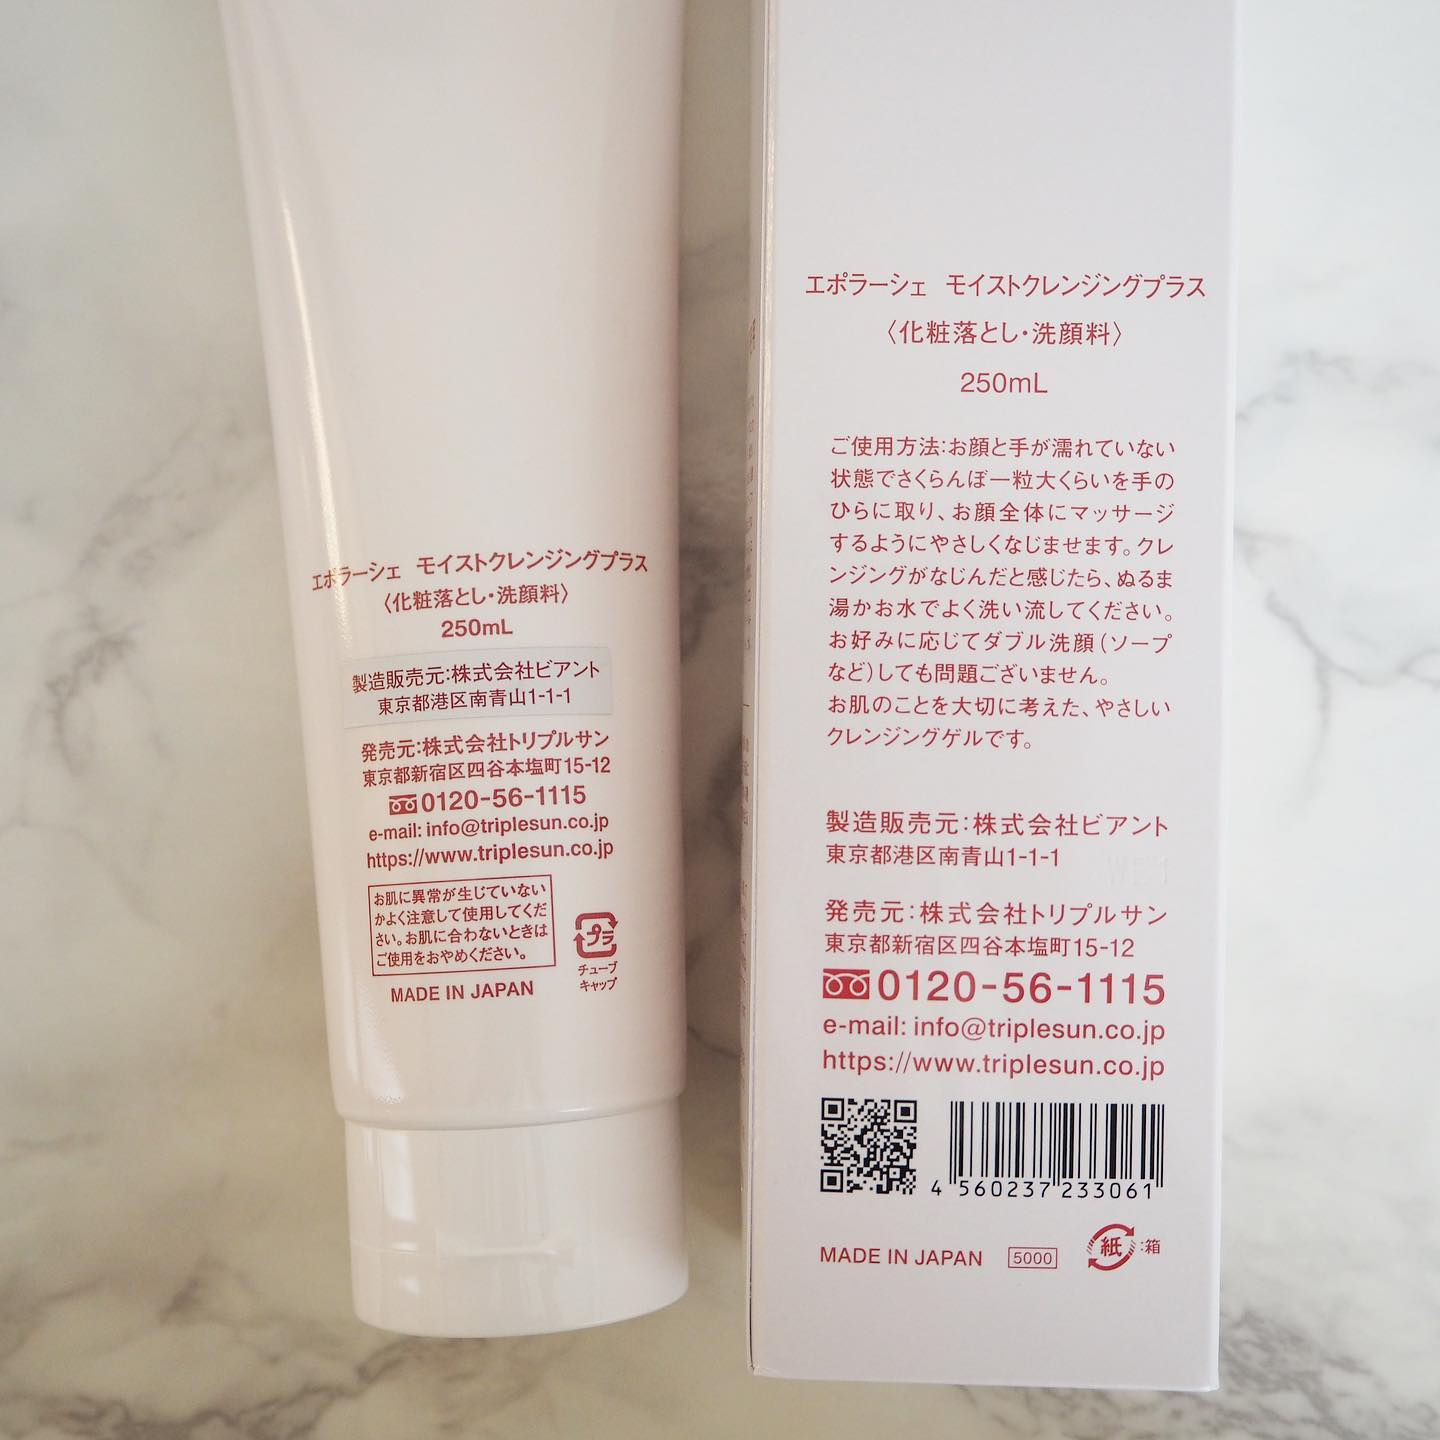 エポラーシェ モイストクレンジングプラス
〈化粧落とし・洗顔料〉
250mL
製造販売元:株式会社ビアント
東京都港区南青山1-1-1
発売元:株式会社トリプルサン
東京都新宿区四谷本塩町15-12
0120-56-1115
e-mail: info@triplesun.co.jp
https://www.triplesun.co.jp
お肌に異常が生じていない
かよく注意して使用してくだ
さい。お肌に合わないときは
ご使用をおやめください。
プラ
チューブ
キャップ
MADE IN JAPAN
エポラーシェ モイストクレンジングプラス
〈化粧落とし・洗顔料〉
250mL
ご使用方法:お顔と手が濡れていない
状態でさくらんぼ一粒大くらいを手の
ひらに取り、お顔全体にマッサージ
するようにやさしくなじませます。クレ
ンジングがなじんだと感じたら、ぬるま
湯かお水でよく洗い流してください。
お好みに応じてダブル洗顔(ソープ
など)しても問題ございません。
お肌のことを大切に考えた、やさしい
クレンジングゲルです。
製造販売元:株式会社ビアント
東京都港区南青山1-1-1
発売元:株式会社トリプルサン
東京都新宿区四谷本塩町15-12
0120-56-1115
e-mail: info@triplesun.co.jp
https://www.triplesun.co.jp
4 560237 233061
MADE IN JAPAN 5000 紙:箱